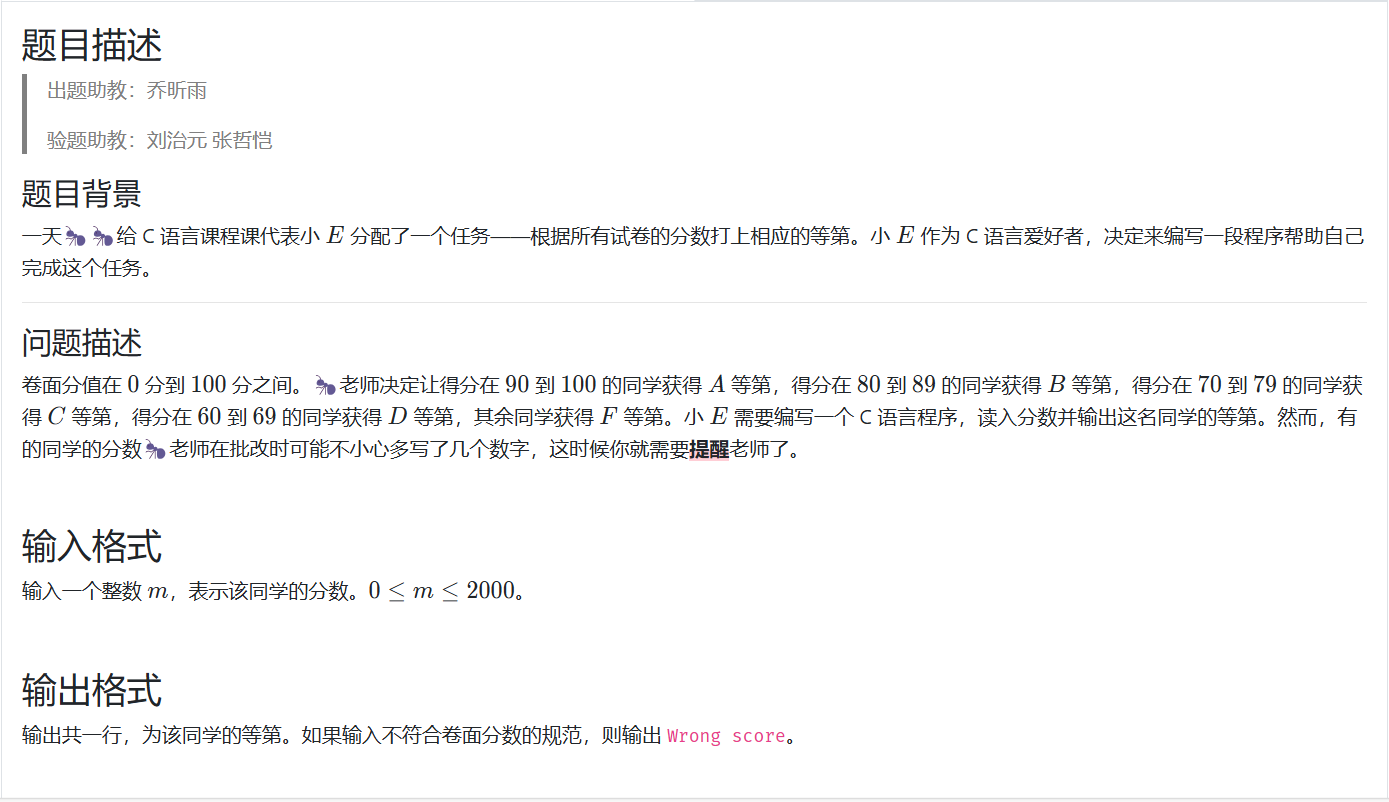 题目描述
出题助教：乔昕雨
验题助教：刘治元 张哲恺
题目背景
一天🐜🐜给 C 语言课程课代表小 E 分配了一个任务——根据所有试卷的分数打上相应的等第。小 E 作为 C 语言爱好者，决定来编写一段程序帮助自己
完成这个任务。
问题描述
卷面分值在 0 分到 100 分之间。🐜老师决定让得分在 90 到 100 的同学获得 A 等第，得分在 80 到 89 的同学获得 B 等第，得分在 70 到 79 的同学获
得 C 等第，得分在 60 到 69 的同学获得 D 等第，其余同学获得 F 等第。小 E 需要编写一个 C 语言程序，读入分数并输出这名同学的等第。然而，有
的同学的分数🐜老师在批改时可能不小心多写了几个数字，这时候你就需要提醒老师了。
输入格式
输入一个整数 m，表示该同学的分数。0 ≤ m ≤ 2000。
输出格式
输出共一行，为该同学的等第。如果输入不符合卷面分数的规范，则输出 Wrong score。